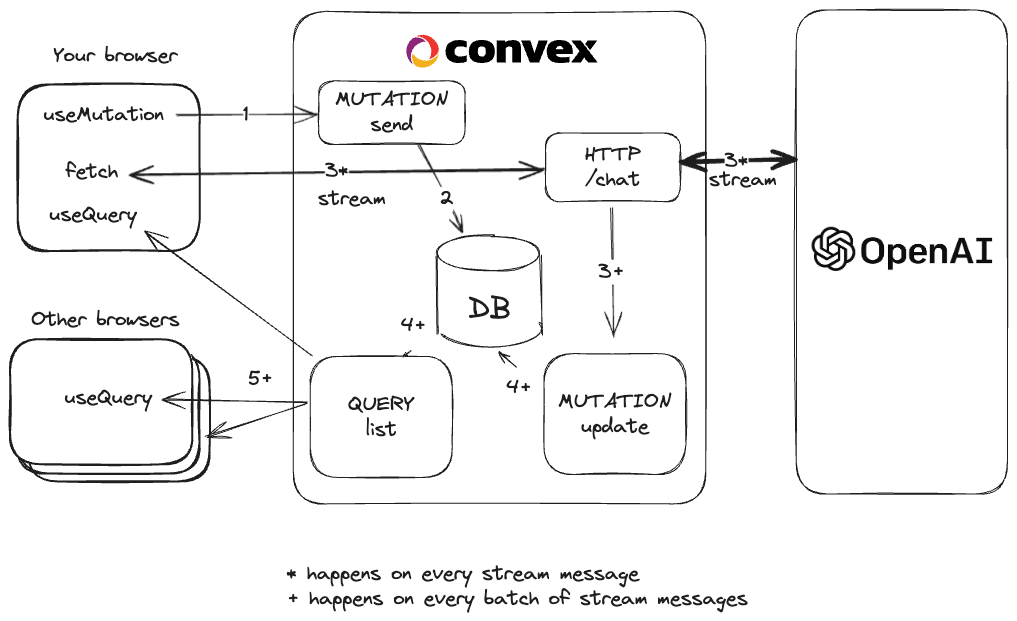 Your browser
convex
useMutation
1
MUTATION
send
fetch
3*
stream
HTTP
/chat
3*
stream
useQuery
2
OpenAI
3+
DB
Other browsers
4+
4+
5+
useQuery
QUERY
list
MUTATION
update
* happens on every stream message
+ happens on every batch of stream messages